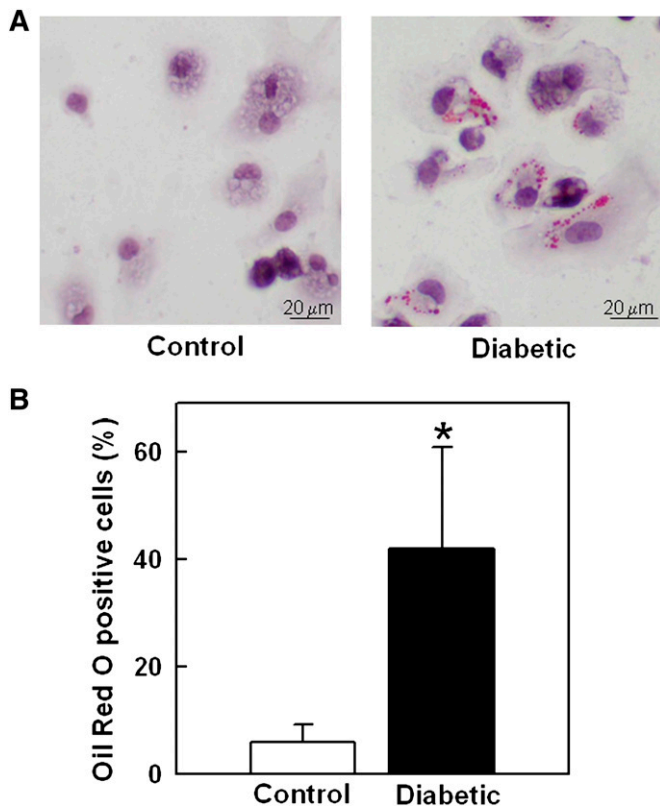 A
20 μm
20 μm
Control
Diabetic
B
Oil Red O positive cells (%)
60
40
20
0
*
Control
Diabetic